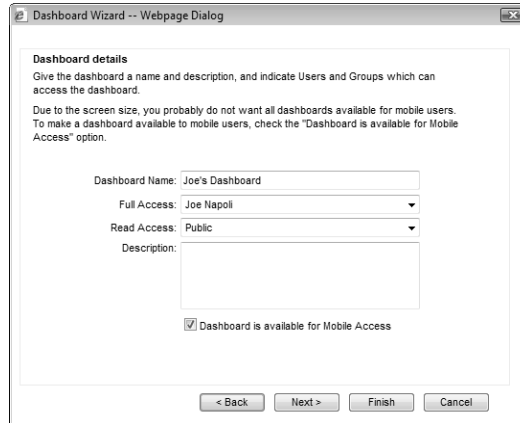 Dashboard Wizard -- Webpage Dialog
Dashboard details
Give the dashboard a name and description, and indicate Users and Groups which can
access the dashboard.
Due to the screen size, you probably do not want all dashboards available for mobile users.
To make a dashboard available to mobile users, check the "Dashboard is available for Mobile
Access" option.
Dashboard Name: Joe's Dashboard
Full Access: Joe Napoli
Read Access: Public
Description:
Dashboard is available for Mobile Access
< Back Next > Finish Cancel